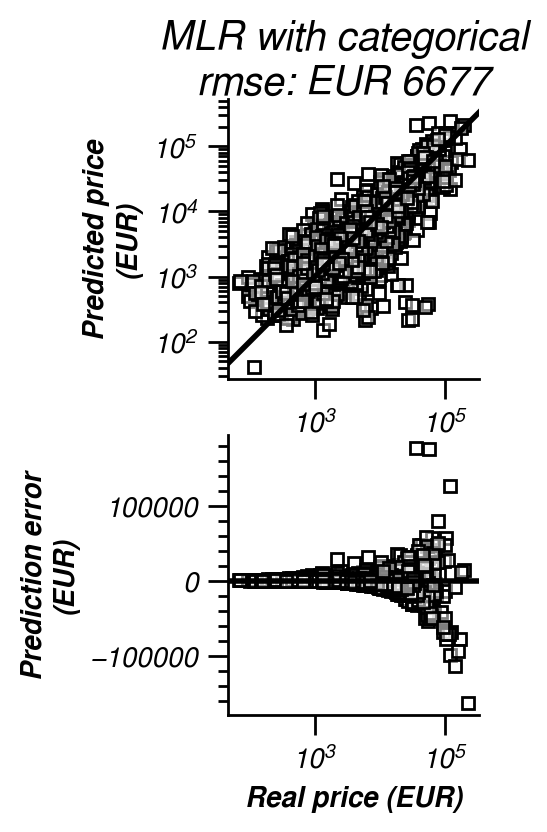 MLR with categorical
rmse: EUR 6677
Predicted price
(EUR)
10^5
10^4
10^3
10^2
10^3 10^5
Prediction error
(EUR)
100000
0
−100000
10^3 10^5
Real price (EUR)